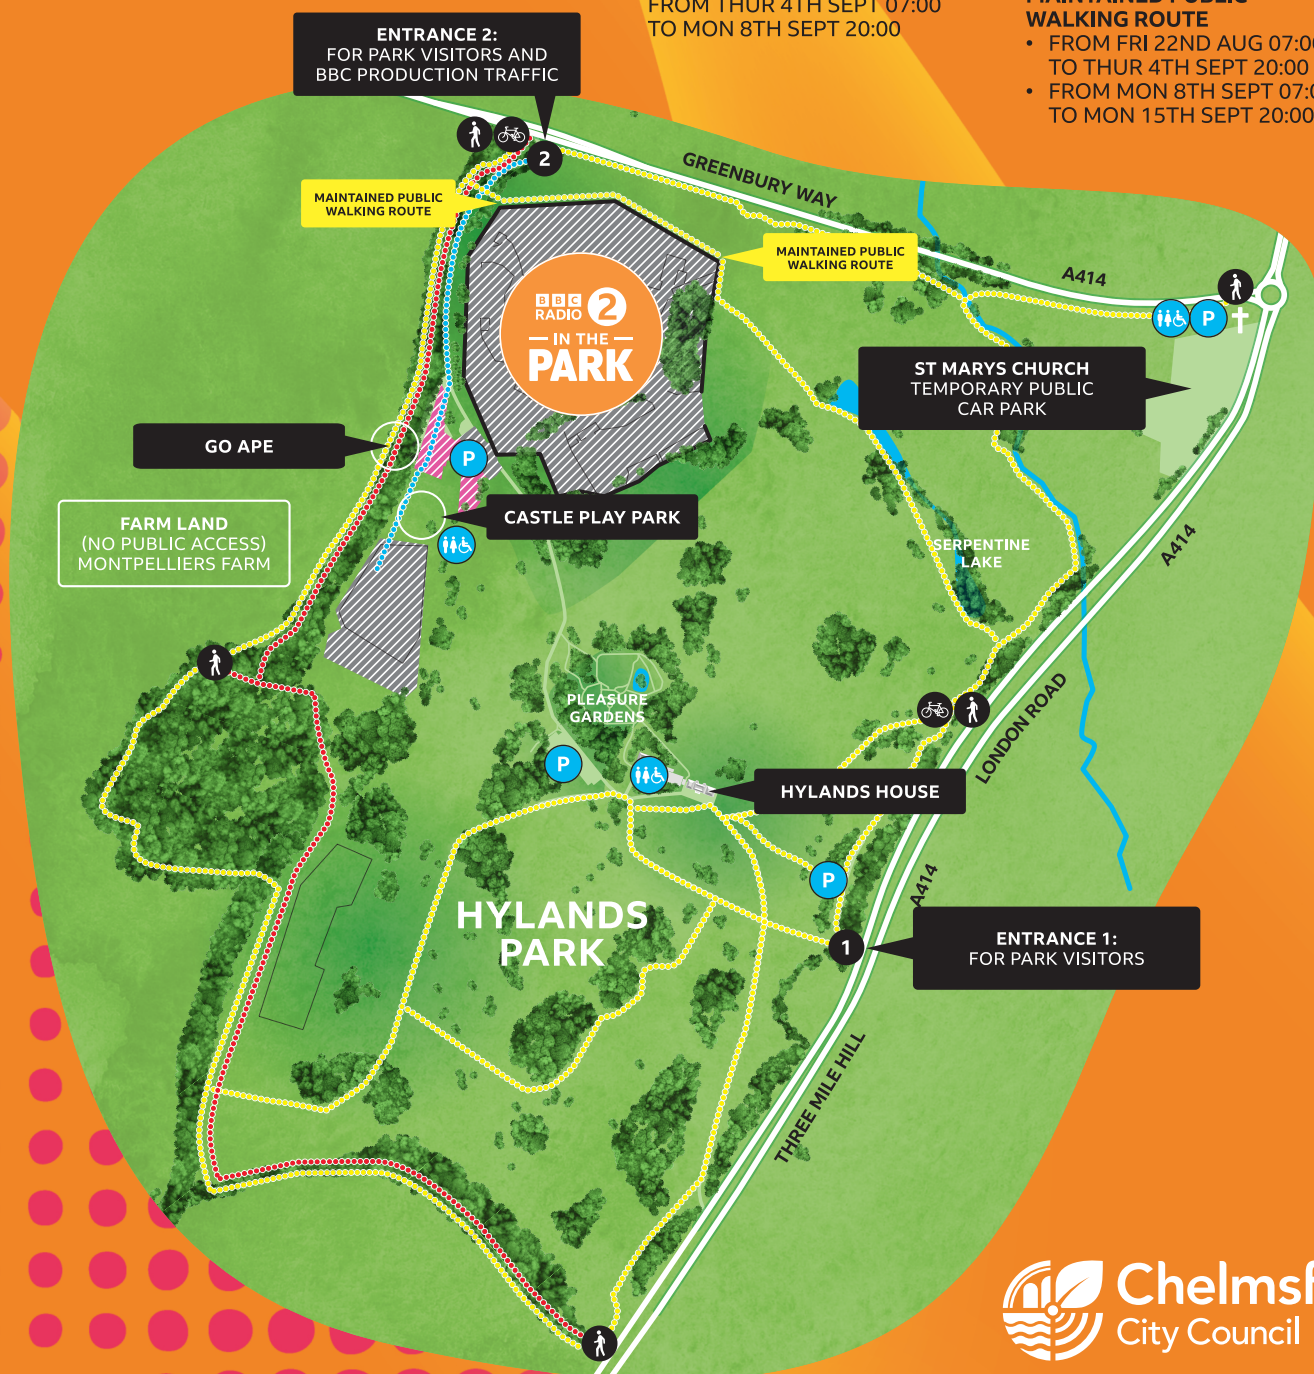 FROM THUR 4TH SEPT 07:00
TO MON 8TH SEPT 20:00
MAINTAINED PUBLIC
WALKING ROUTE
• FROM FRI 22ND AUG 07:00
TO THUR 4TH SEPT 20:00
• FROM MON 8TH SEPT 07:0
TO MON 15TH SEPT 20:00
ENTRANCE 2:
FOR PARK VISITORS AND
BBC PRODUCTION TRAFFIC
2
GREENBURY WAY
MAINTAINED PUBLIC
WALKING ROUTE
MAINTAINED PUBLIC
WALKING ROUTE
A414
BBC
RADIO 2
IN THE
PARK
P
ST MARYS CHURCH
TEMPORARY PUBLIC
CAR PARK
GO APE
P
CASTLE PLAY PARK
FARM LAND
(NO PUBLIC ACCESS)
MONTPELLIERS FARM
SERPENTINE
LAKE
A414
PLEASURE
GARDENS
LONDON ROAD
P
HYLANDS HOUSE
P
A414
HYLANDS
PARK
1
ENTRANCE 1:
FOR PARK VISITORS
THREE MILE HILL
Chelmsf
City Council